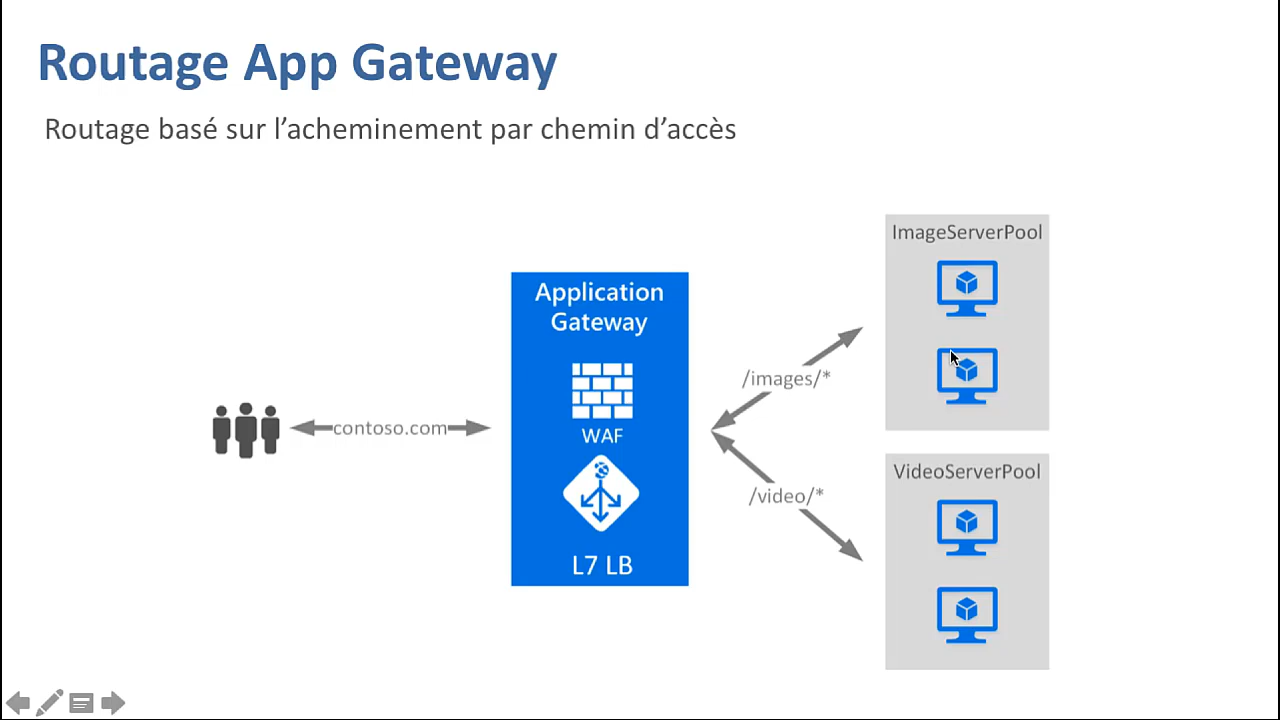 Routage App Gateway
Routage basé sur l’acheminement par chemin d’accès
contoso.com
Application
Gateway
WAF
L7 LB
/images/*
/video/*
ImageServerPool
VideoServerPool